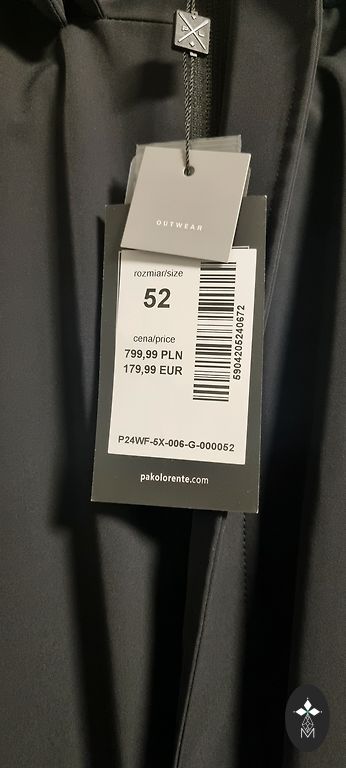 OUTWEAR
rozmiar/size
52
cena/price
799,99 PLN
179,99 EUR
5904205240672
P24WF-5X-006-G-000052
pakolorente.com
M